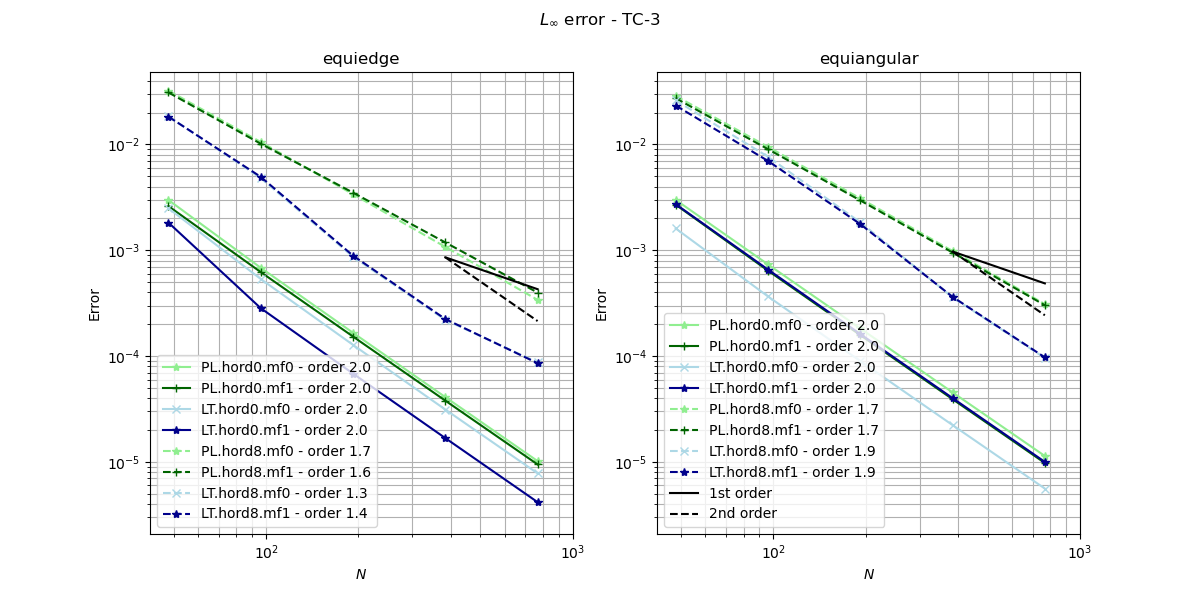 L∞ error - TC-3
equiedge
Error
10⁻²
10⁻³
10⁻⁴
10⁻⁵
PL.hord0.mf0 - order 2.0
PL.hord0.mf1 - order 2.0
LT.hord0.mf0 - order 2.0
LT.hord0.mf1 - order 2.0
PL.hord8.mf0 - order 1.7
PL.hord8.mf1 - order 1.6
LT.hord8.mf0 - order 1.3
LT.hord8.mf1 - order 1.4
10²
10³
N
equiangular
Error
10⁻²
10⁻³
10⁻⁴
10⁻�5
PL.hord0.mf0 - order 2.0
PL.hord0.mf1 - order 2.0
LT.hord0.mf0 - order 2.0
LT.hord0.mf1 - order 2.0
PL.hord8.mf0 - order 1.7
PL.hord8.mf1 - order 1.7
LT.hord8.mf0 - order 1.9
LT.hord8.mf1 - order 1.9
1st order
2nd order
10²
10³
N